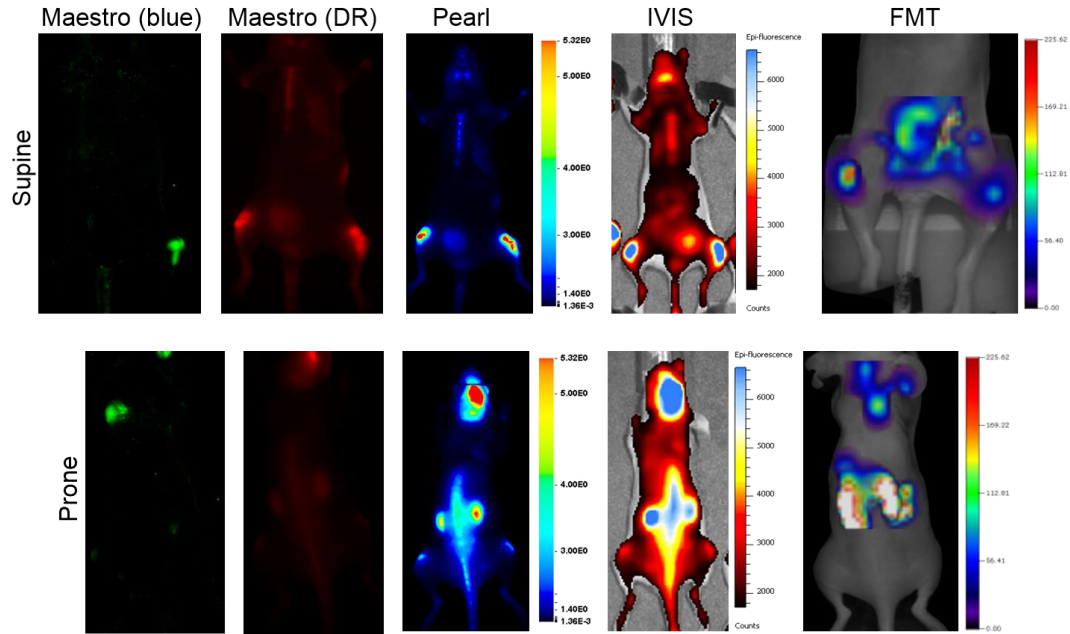 Maestro (blue)
Maestro (DR)
Pearl
IVIS
FMT
Supine
5.32E0
5.00E0
4.00E0
3.00E0
1.40E0
1.36E-3
Epi-fluorescence
6000
5000
4000
3000
2000
Counts
225.62
169.21
112.81
56.40
0.00
Prone
5.32E0
5.00E0
4.00E0
3.00E0
1.40E0
1.36E-3
Epi-fluorescence
6000
5000
4000
3000
2000
Counts
225.62
169.22
112.81
56.41
0.00